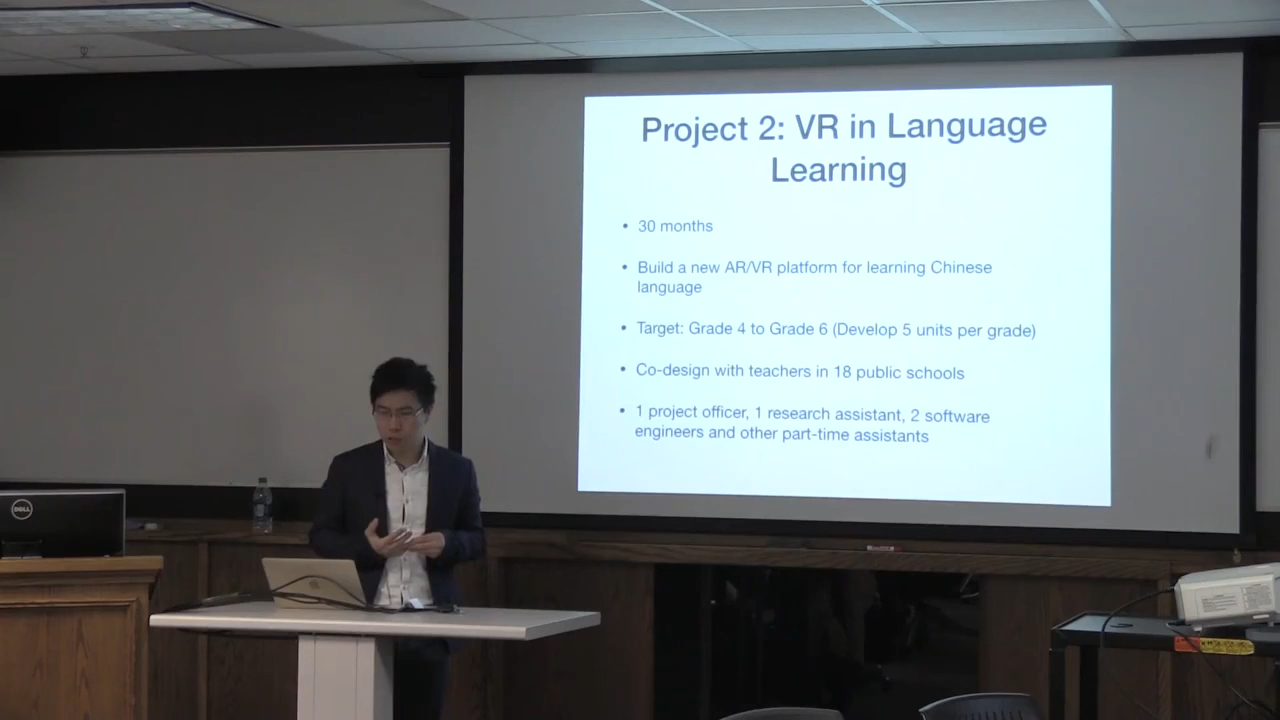 Project 2: VR in Language
Learning
• 30 months
• Build a new AR/VR platform for learning Chinese
language
• Target: Grade 4 to Grade 6 (Develop 5 units per grade)
• Co-design with teachers in 18 public schools
• 1 project officer, 1 research assistant, 2 software
engineers and other part-time assistants
DELL